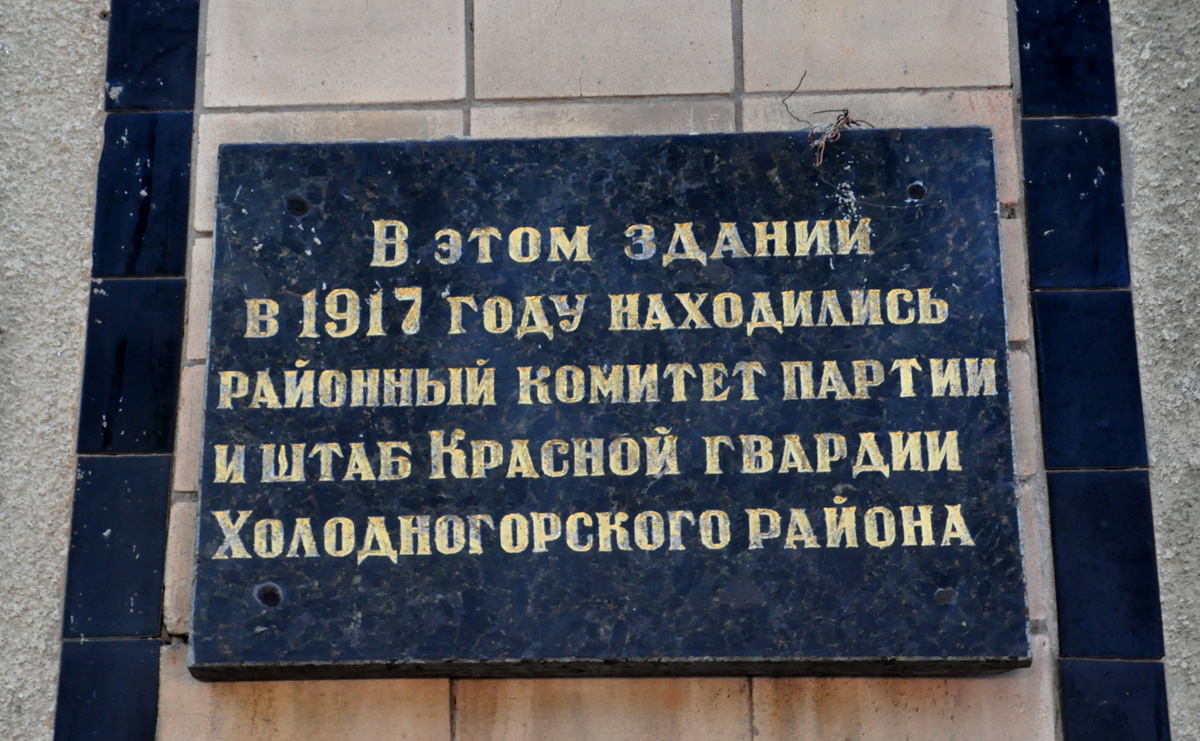 В этом здании
в 1917 году находились
районный комитет партии
и штаб Красной гвардии
Холодногорского района